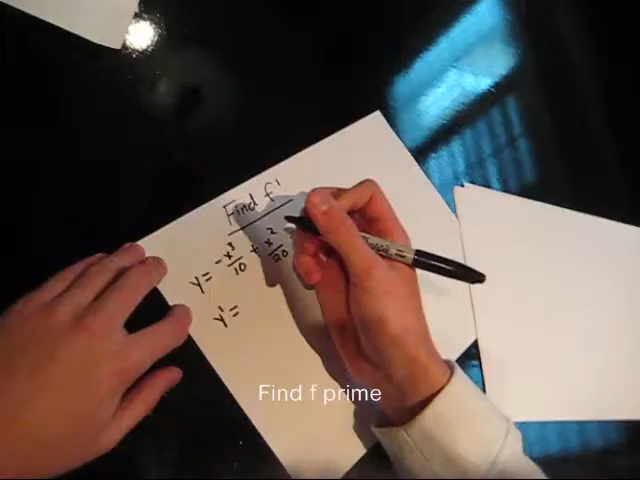 Find f'
y = -x³/10 + x²/20
y' =
Find f prime